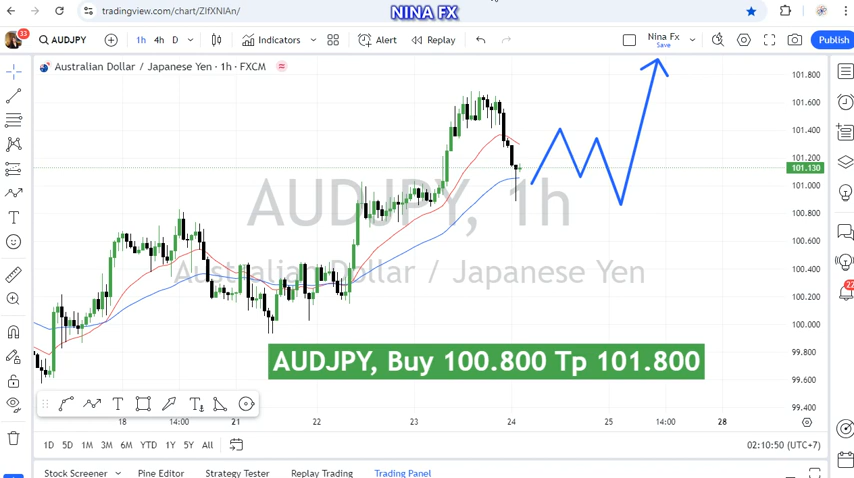 tradingview.com/chart/ZIfXNIAn/
NINA FX
33
AUDJPY
1h 4h D
Indicators
Alert
Replay
Nina Fx
Save
Publish
Australian Dollar / Japanese Yen · 1h · FXCM
101.800
101.600
101.400
101.200
101.130
101.000
100.800
100.600
100.400
100.200
100.000
99.800
99.600
99.400
AUDJPY, 1h
Australian Dollar / Japanese Yen
AUDJPY, Buy 100.800 Tp 101.800
18 14:00 21 22 23 24 25 14:00 28
1D 5D 1M 3M 6M YTD 1Y 5Y All
02:10:50 (UTC+7)
Stock Screener Pine Editor Strategy Tester Replay Trading Trading Panel